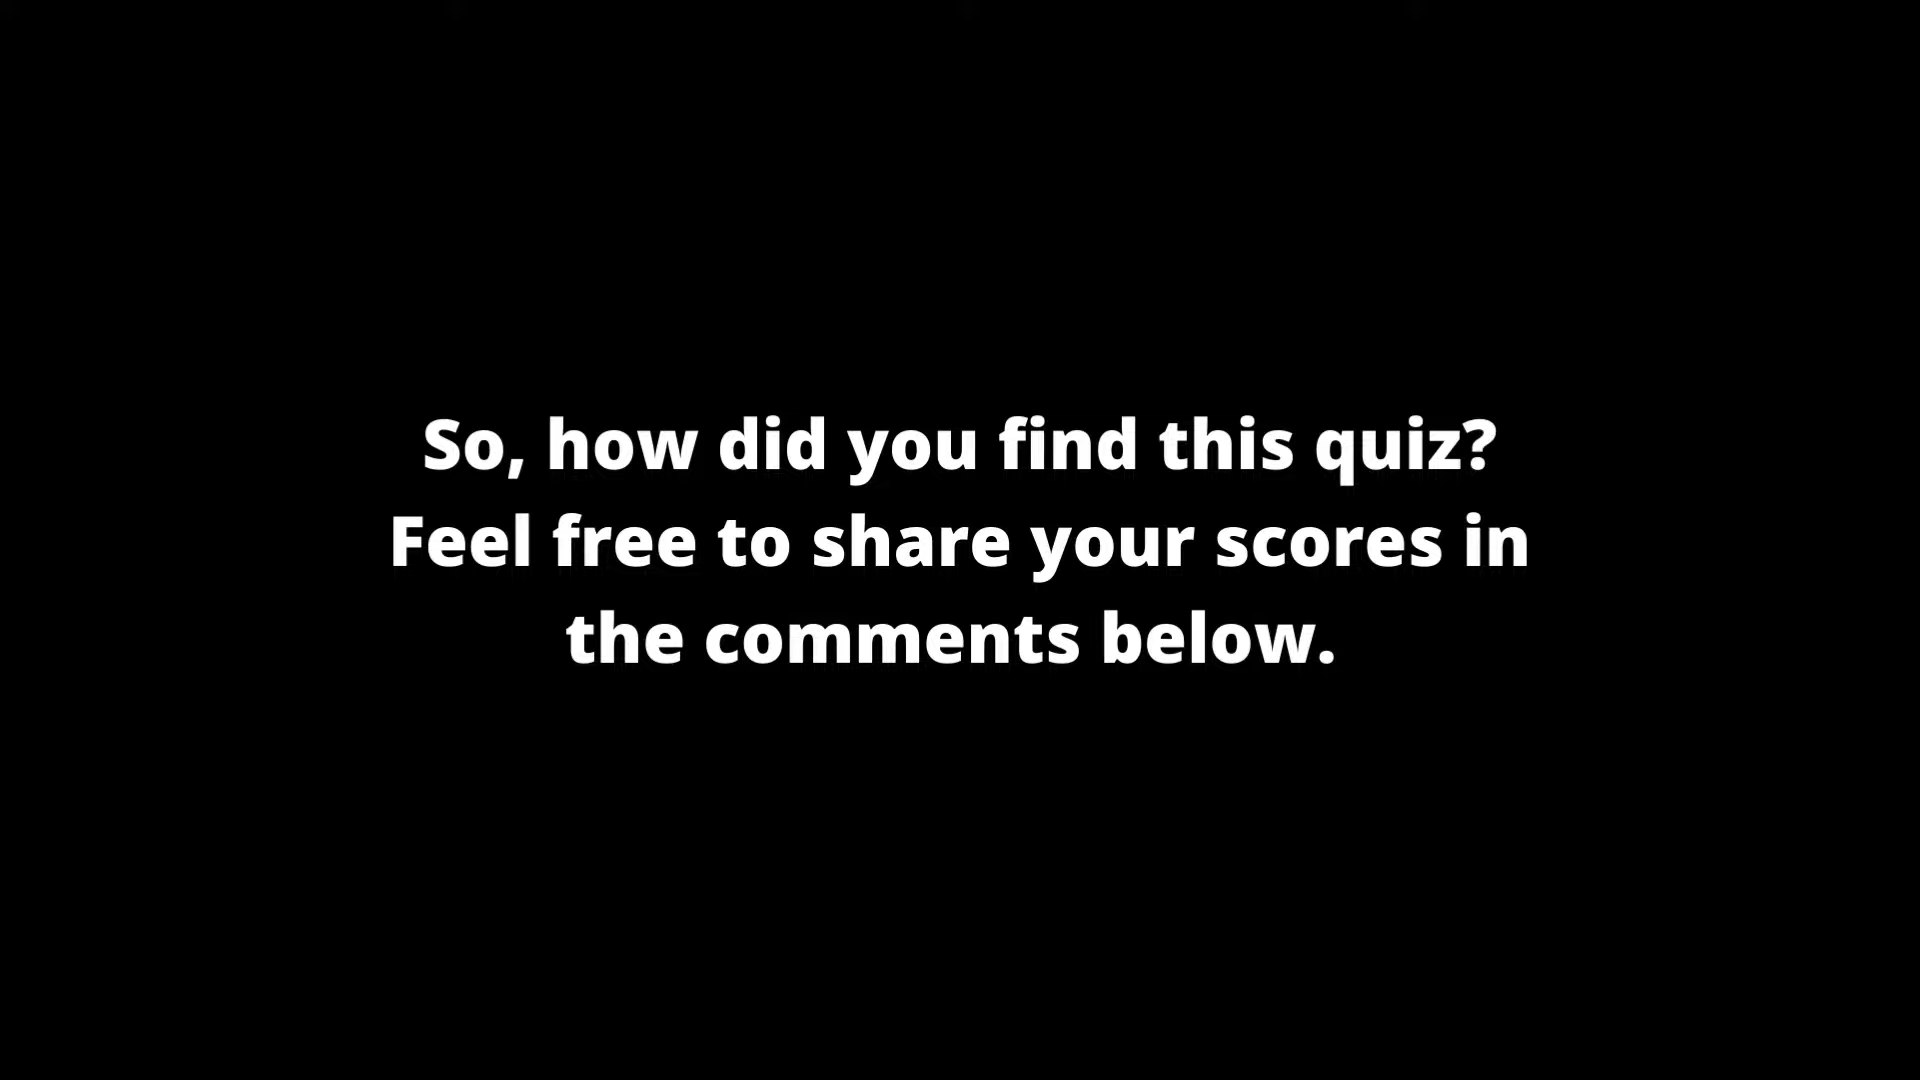 So, how did you find this quiz?
Feel free to share your scores in
the comments below.